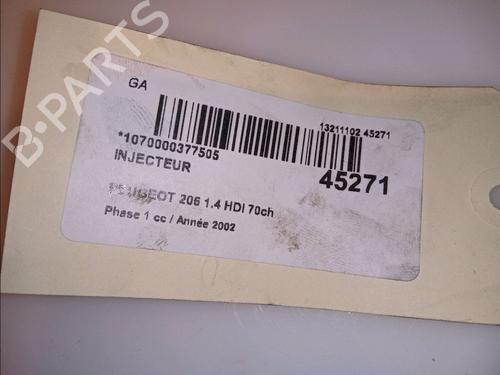 B-PARTS
GA
13211102 45271
*1070000377505
INJECTEUR
45271
PEUGEOT 206 1.4 HDI 70ch
Phase 1 cc / Année 2002